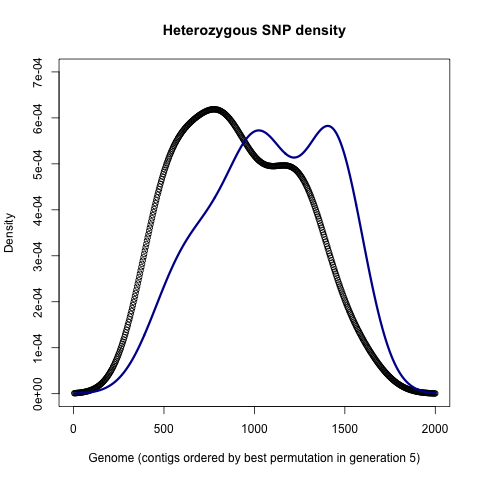 Heterozygous SNP density
Density
7e-04
6e-04
5e-04
4e-04
3e-04
2e-04
1e-04
0e+00
0 500 1000 1500 2000
Genome (contigs ordered by best permutation in generation 5)